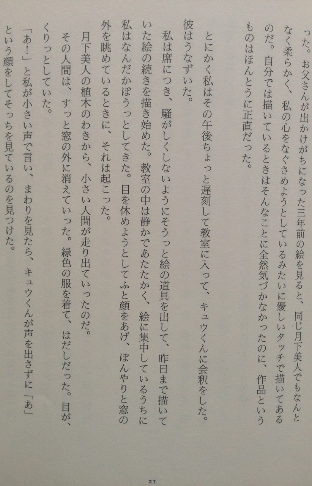 った。お父さんが出かけがちになった三年前の絵を見ると、同じ月下美人でもなんと
なく柔らかく、私の心をなぐさめようとしているみたいに優しいタッチで描いてある
のだ。自分では描いているときはそんなことに全然気づかなかったのに、作品という
ものはほんとうに正直だった。
とにかく私はその午後ちょっと遅刻して教室に入って、キュウくんに会釈をした。
彼はうなずいた。
私は席につき、騒がしくしないようにそうっと絵の道具を出して、昨日まで描いて
いた絵の続きを描き始めた。教室の中は静かであたたかく、絵に集中しているうちに
私はなんだかぼうっとしてきた。目を休めようとしてふと顔をあげ、ぼんやりと窓の
外を眺めているときに、それは起こった。
月下美人の植木のわきから、小さい人間が走り出ていったのだ。
その人間は、すっと窓の外に消えていった。緑色の服を着て、はだしだった。目が、
くりっとしていた。
「あ！」と私が小さい声で言い、まわりを見たら、キュウくんが声を出さずに「あ」
という顔をしてそっちを見ているのを見つけた。